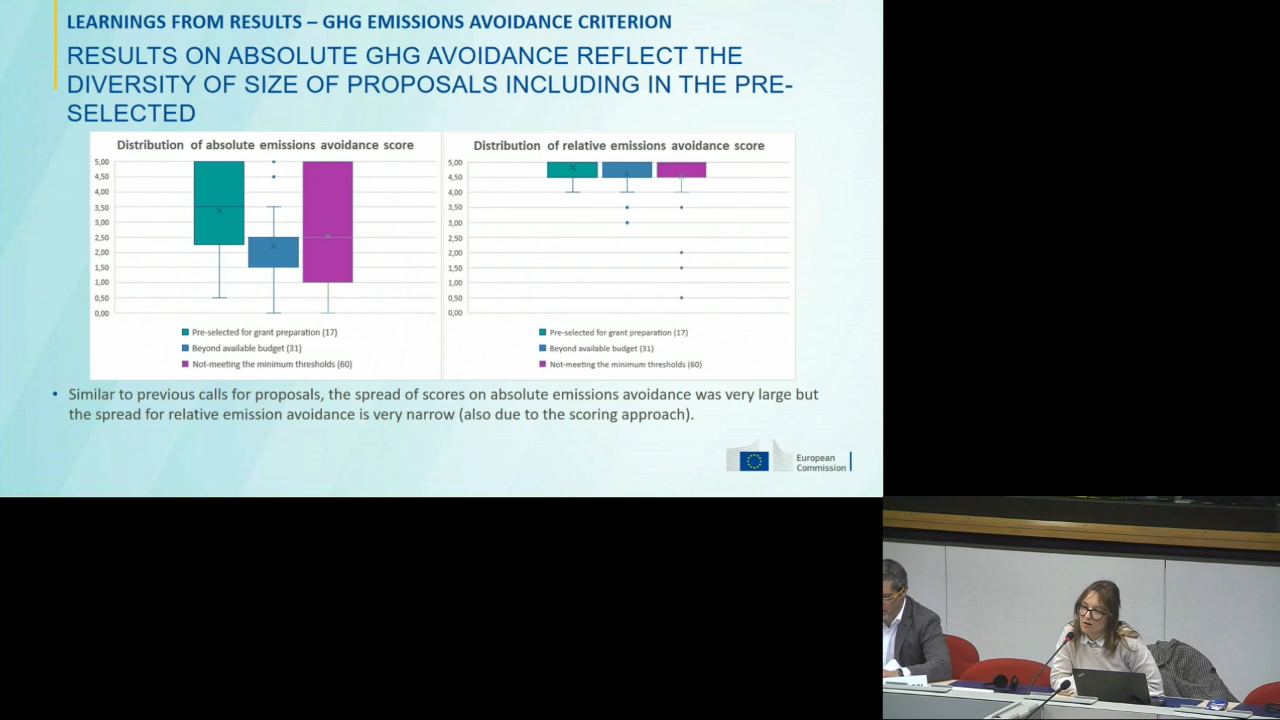 LEARNINGS FROM RESULTS – GHG EMISSIONS AVOIDANCE CRITERION
RESULTS ON ABSOLUTE GHG AVOIDANCE REFLECT THE
DIVERSITY OF SIZE OF PROPOSALS INCLUDING IN THE PRE-
SELECTED
Distribution of absolute emissions avoidance score
5,00
4,50
4,00
3,50
3,00
2,50
2,00
1,50
1,00
0,50
0,00
Pre-selected for grant preparation (17)
Beyond available budget (31)
Not-meeting the minimum thresholds (60)
Distribution of relative emissions avoidance score
5,00
4,50
4,00
3,50
3,00
2,50
2,00
1,50
1,00
0,50
0,00
Pre-selected for grant preparation (17)
Beyond available budget (31)
Not-meeting the minimum thresholds (60)
• Similar to previous calls for proposals, the spread of scores on absolute emissions avoidance was very large but
the spread for relative emission avoidance is very narrow (also due to the scoring approach).
European
Commission